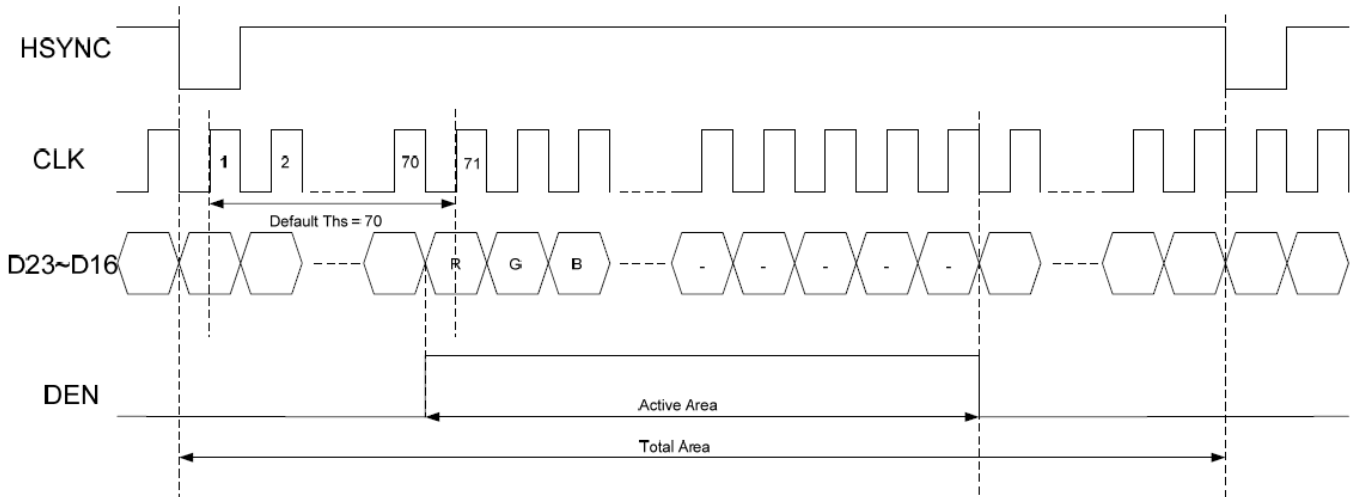 HSYNC
CLK
1 2 70 71
Default Ths = 70
D23~D16
R G B - - - - -
DEN
Active Area
Total Area